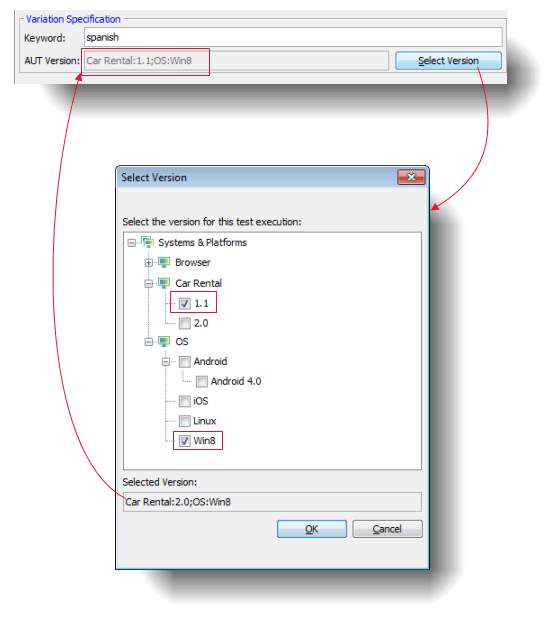 Variation Specification
Keyword: spanish
AUT Version: Car Rental:1.1;OS:Win8 Select Version
Select Version
Select the version for this test execution:
Systems & Platforms
Browser
Car Rental
1.1
2.0
OS
Android
Android 4.0
iOS
Linux
Win8
Selected Version:
Car Rental:2.0;OS:Win8
OK Cancel